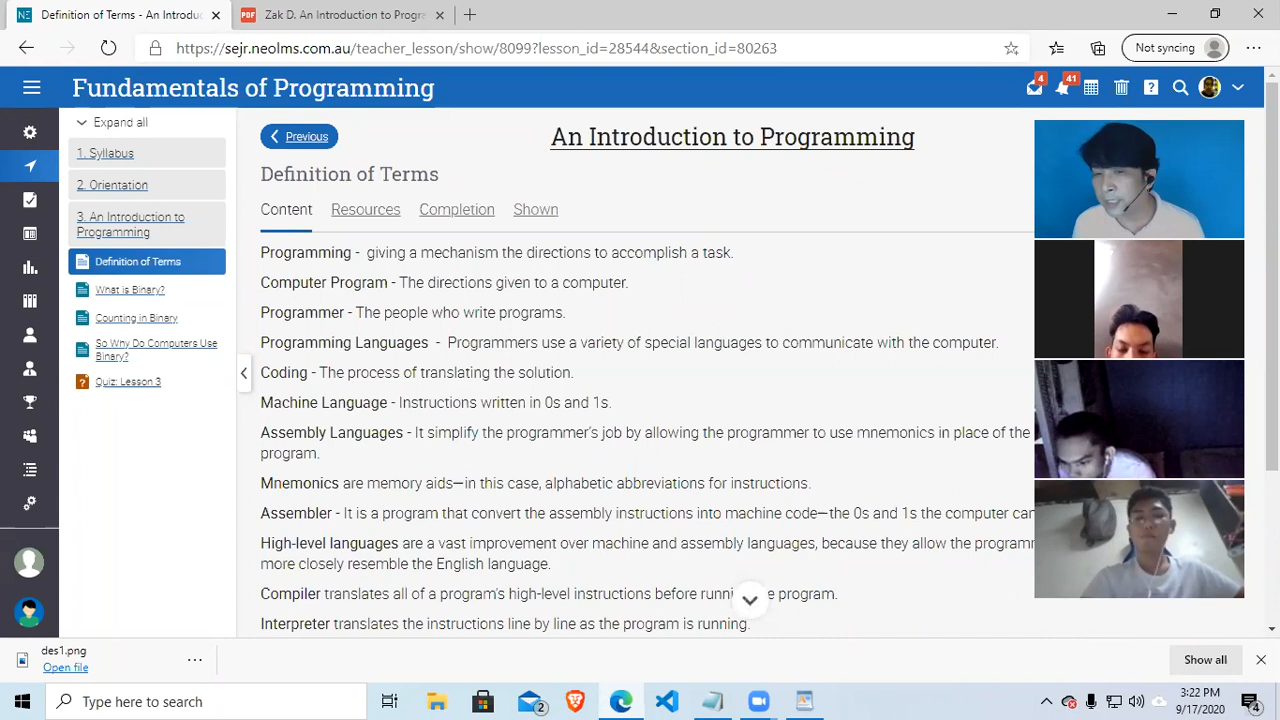 Definition of Terms - An Introduc
Zak D. An Introduction to Progra
https://sejr.neolms.com.au/teacher_lesson/show/8099?lesson_id=28544&section_id=80263
Not syncing
Fundamentals of Programming
4
41
Expand all
1. Syllabus
2. Orientation
3. An Introduction to
Programming
Definition of Terms
What is Binary?
Counting in Binary
So Why Do Computers Use
Binary?
Quiz: Lesson 3
Previous
An Introduction to Programming
Definition of Terms
Content Resources Completion Shown
Programming - giving a mechanism the directions to accomplish a task.
Computer Program - The directions given to a computer.
Programmer - The people who write programs.
Programming Languages - Programmers use a variety of special languages to communicate with the computer.
Coding - The process of translating the solution.
Machine Language - Instructions written in 0s and 1s.
Assembly Languages - It simplify the programmer's job by allowing the programmer to use mnemonics in place of the
program.
Mnemonics are memory aids—in this case, alphabetic abbreviations for instructions.
Assembler - It is a program that convert the assembly instructions into machine code—the 0s and 1s the computer can
High-level languages are a vast improvement over machine and assembly languages, because they allow the programm
more closely resemble the English language.
Compiler translates all of a program's high-level instructions before runni e program.
Interpreter translates the instructions line by line as the program is running.
des1.png
Open file
Show all
Type here to search
2
3:22 PM
9/17/2020
4